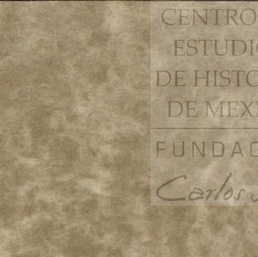 CENTRO
ESTUDIO
DE HISTO
DE MEX
FUNDAC
Carlos